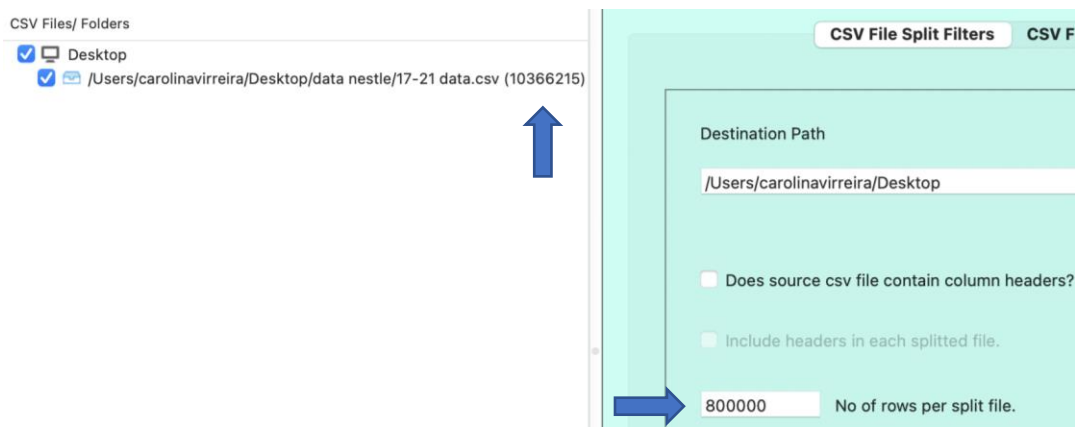 CSV Files/ Folders
Desktop
/Users/carolinavirreira/Desktop/data nestle/17-21 data.csv (10366215)
CSV File Split Filters
CSV F
Destination Path
/Users/carolinavirreira/Desktop
Does source csv file contain column headers?
Include headers in each splitted file.
800000 No of rows per split file.